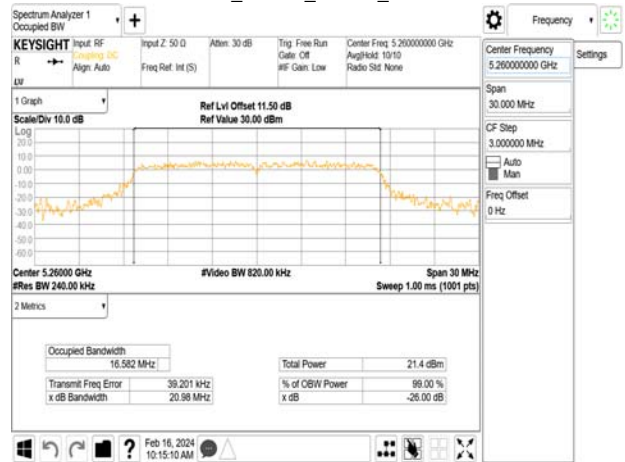 Spectrum Analyzer 1
Occupied BW
Frequency
KEYSIGHT
Input: RF
Coupling: DC
Align: Auto
Input Z: 50 Ω
Freq Ref: Int (S)
Atten: 30 dB
Trig: Free Run
Gate: Off
#IF Gain: Low
Center Freq: 5.260000000 GHz
Avg|Hold: 10/10
Radio Std: None
R
Center Frequency
5.260000000 GHz
Settings
Span
30.000 MHz
CF Step
3.000000 MHz
Auto
Man
Freq Offset
0 Hz
1 Graph
Scale/Div 10.0 dB
Ref Lvl Offset 11.50 dB
Ref Value 30.00 dBm
Log
20.0
10.0
0.00
-10.0
-20.0
-30.0
-40.0
-50.0
-60.0
Center 5.26000 GHz
#Video BW 820.00 kHz
Span 30 MHz
#Res BW 240.00 kHz
Sweep 1.00 ms (1001 pts)
2 Metrics
Occupied Bandwidth
16.582 MHz
Total Power
21.4 dBm
Transmit Freq Error
39.201 kHz
% of OBW Power
99.00 %
x dB Bandwidth
20.98 MHz
x dB
-26.00 dB
Feb 16, 2024
10:15:10 AM